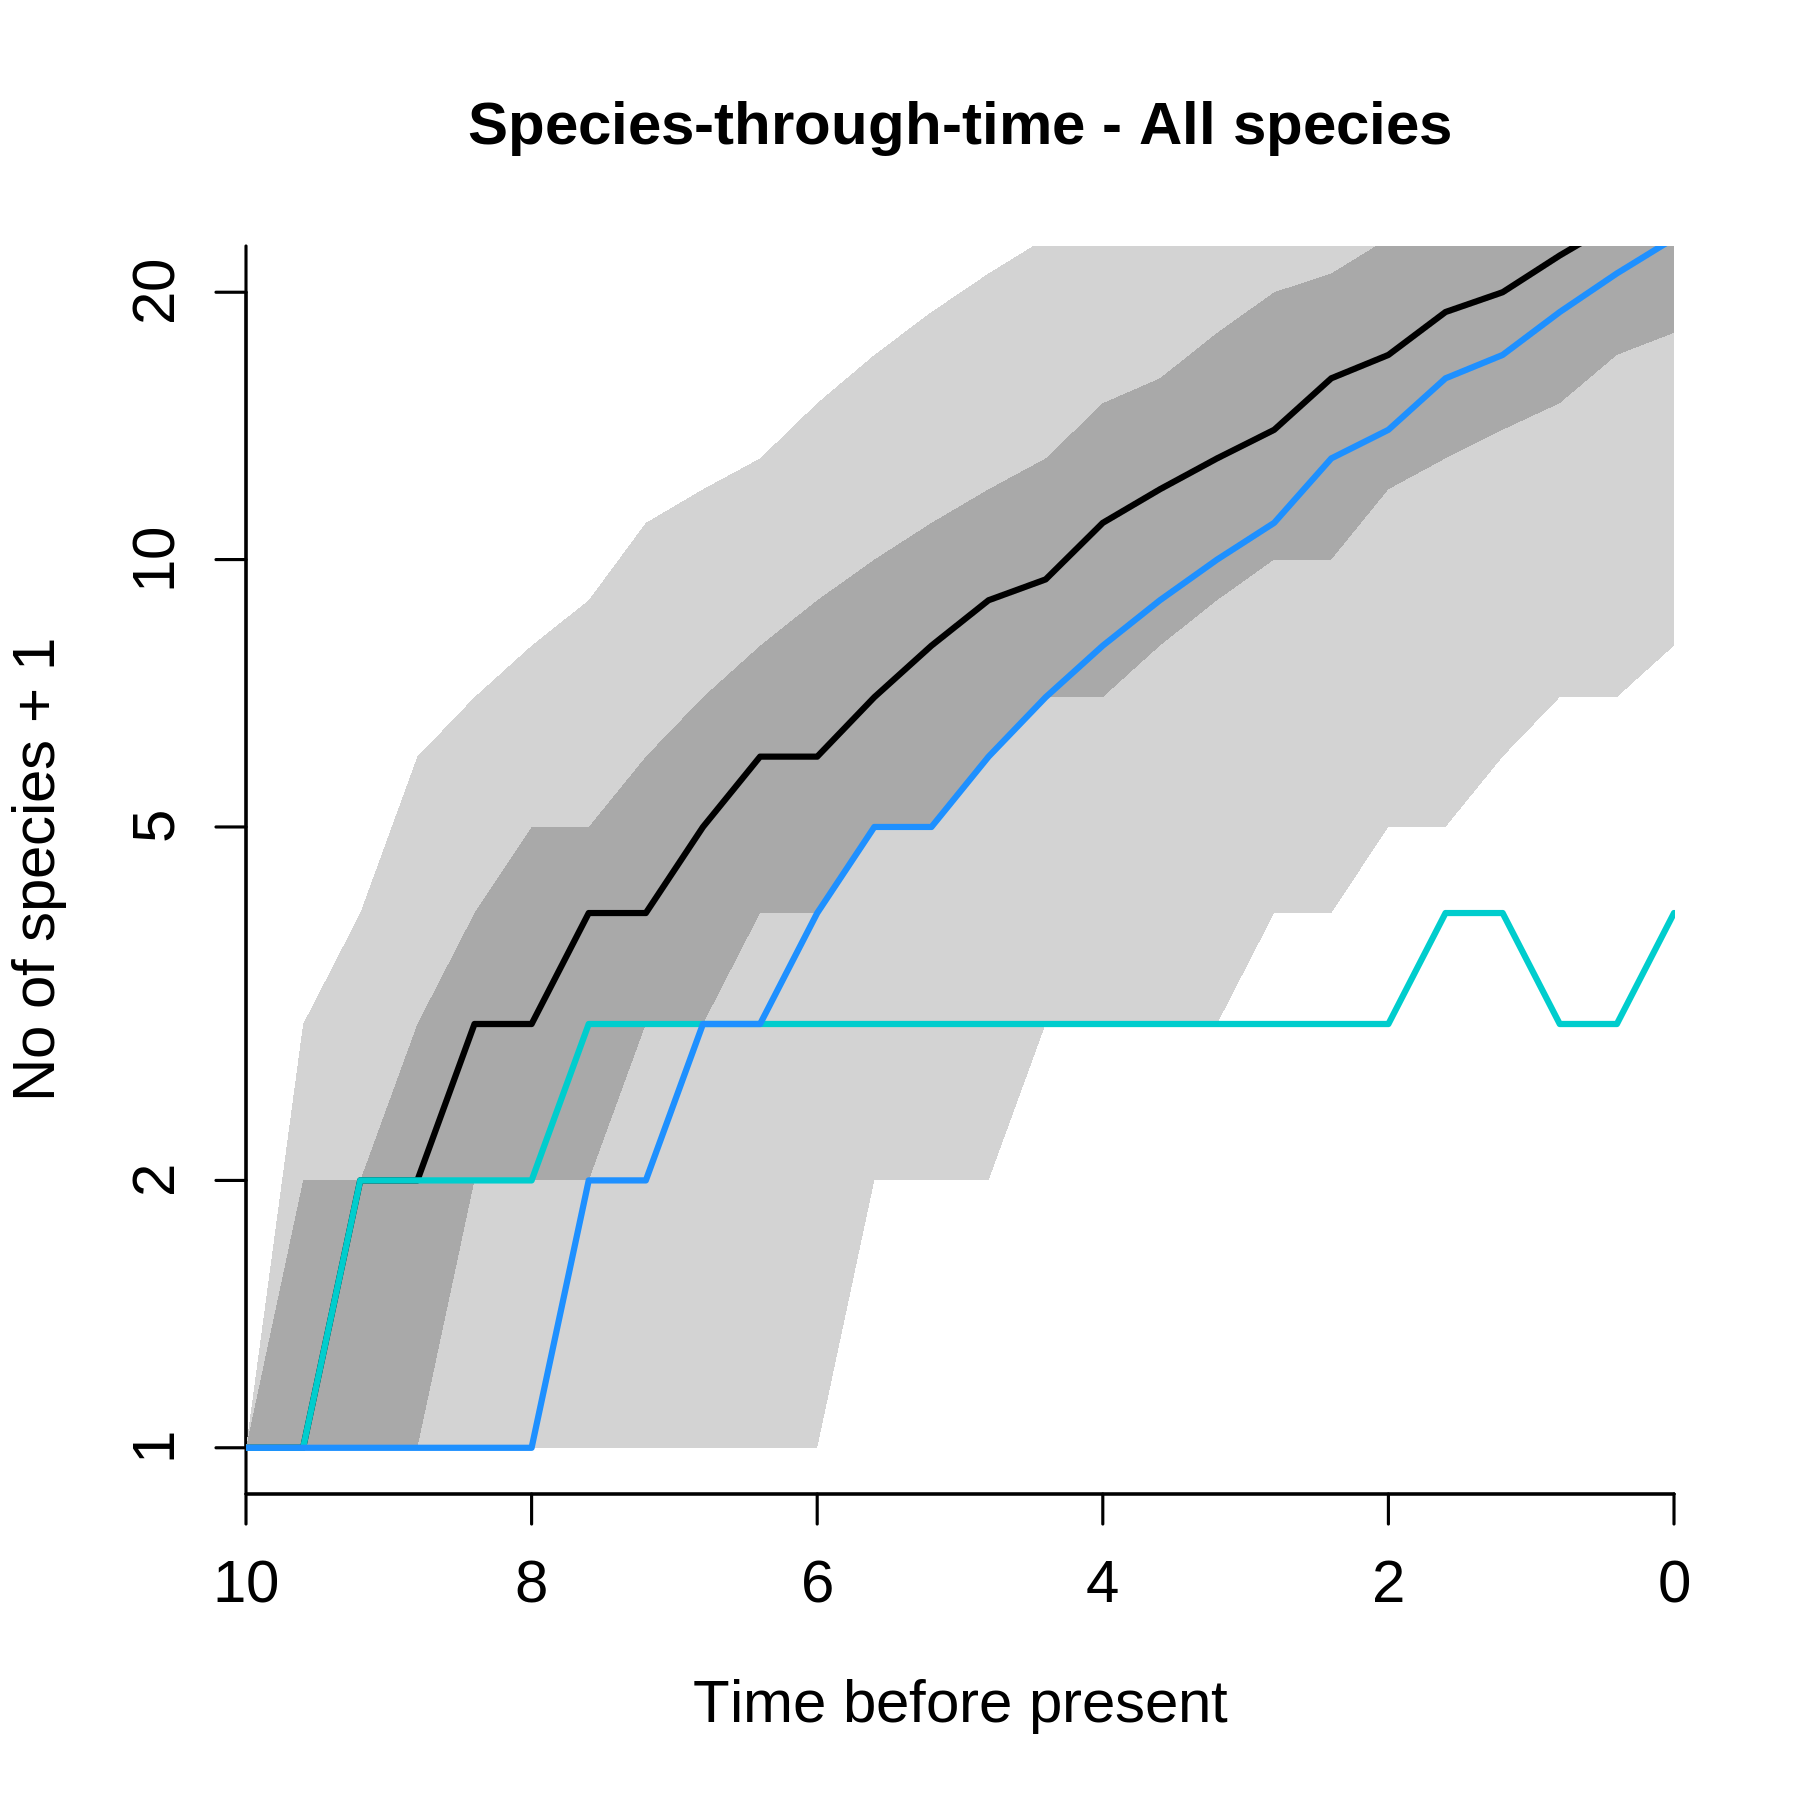 Species-through-time - All species
No of species + 1
20
10
5
2
1
10 8 6 4 2 0
Time before present